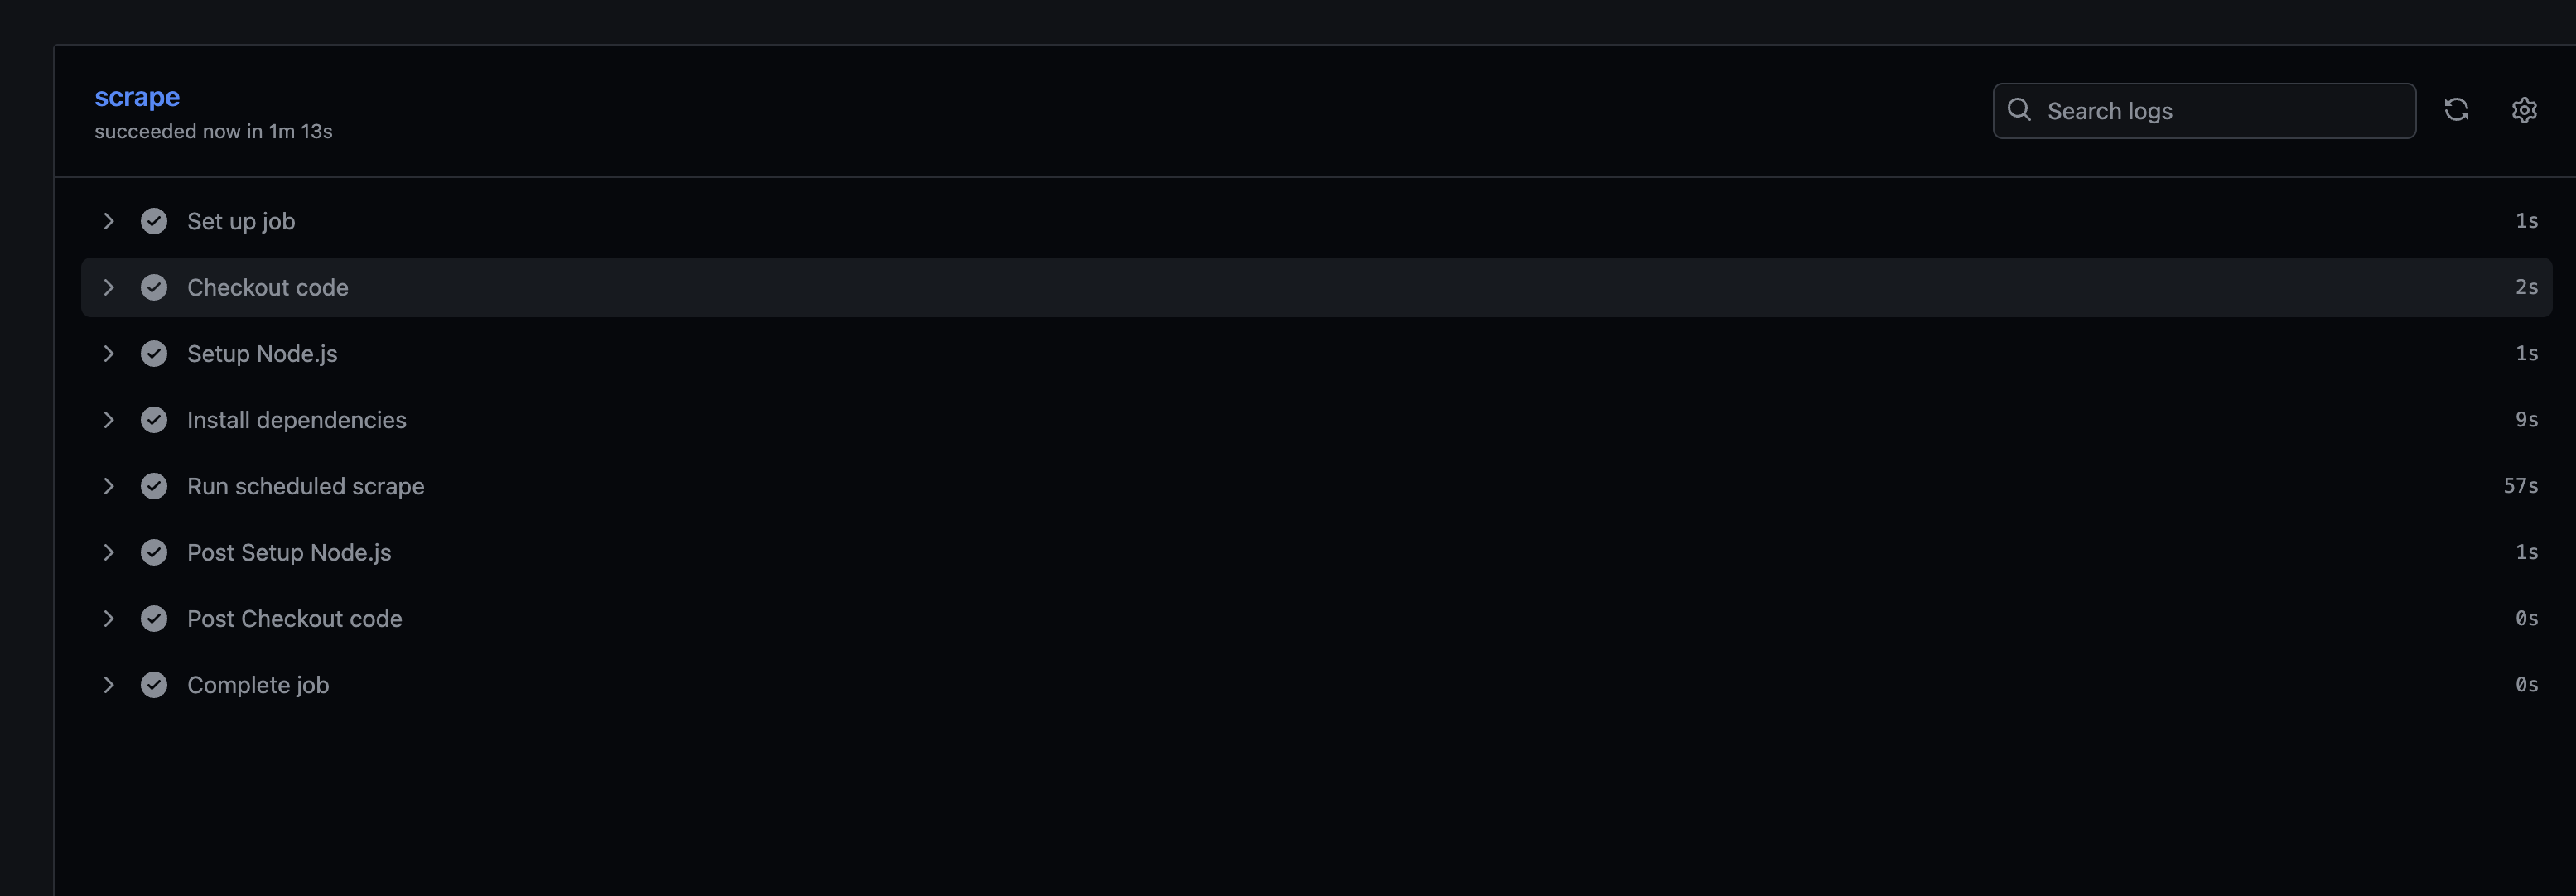 scrape
succeeded now in 1m 13s
Search logs
Set up job 1s
Checkout code 2s
Setup Node.js 1s
Install dependencies 9s
Run scheduled scrape 57s
Post Setup Node.js 1s
Post Checkout code 0s
Complete job 0s